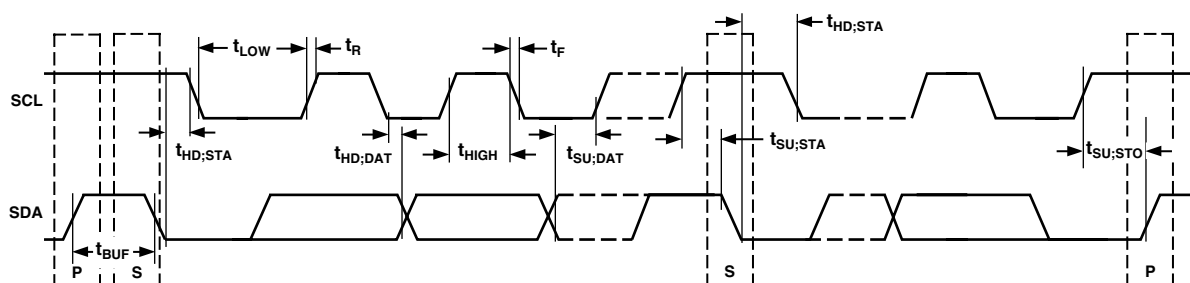 tHD;STA
tLOW
tR
tF
SCL
tHD;STA
tHD;DAT
tHIGH
tSU;DAT
tSU;STA
tSU;STO
SDA
tBUF
P
S
S
P